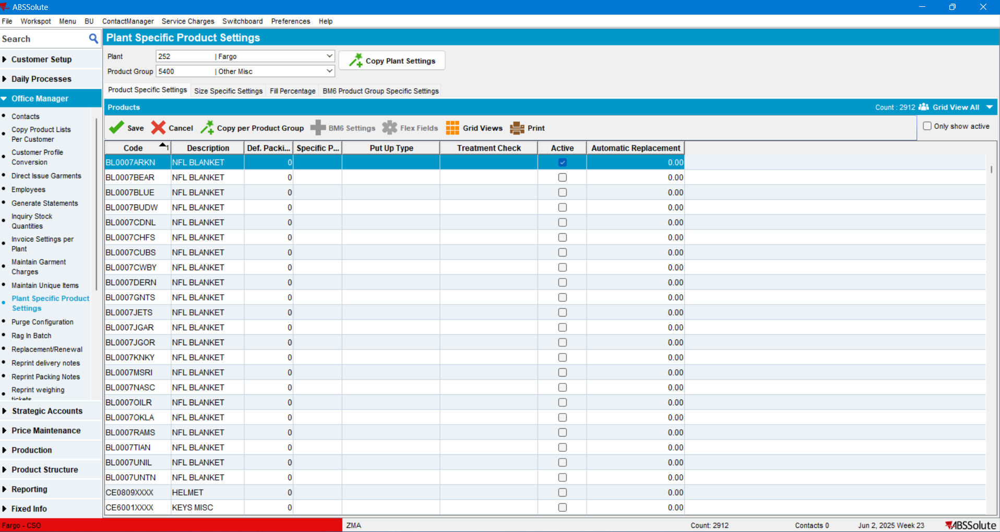 ABSSolute
File Workspot Menu BU ContactManager Service Charges Switchboard Preferences Help
Search
Customer Setup
Daily Processes
Office Manager
Contacts
Copy Product Lists
Per Customer
Customer Profile
Conversion
Direct Issue Garments
Employees
Generate Statements
Inquiry Stock
Quantities
Invoice Settings per
Plant
Maintain Garment
Charges
Maintain Unique Items
Plant Specific Product
Settings
Purge Configuration
Rag In Batch
Replacement/Renewal
Reprint delivery notes
Reprint Packing Notes
Reprint weighing
tickets
Strategic Accounts
Price Maintenance
Production
Product Structure
Reporting
Fixed Info
Plant Specific Product Settings
Plant 252 | Fargo
Product Group 5400 | Other Misc
Copy Plant Settings
Product Specific Settings Size Specific Settings Fill Percentage BM6 Product Group Specific Settings
Products Count : 2912 Grid View All
Save Cancel Copy per Product Group BM6 Settings Flex Fields Grid Views Print Only show active
Code 1 Description Def. Packi... Specific P... Put Up Type Treatment Check Active Automatic Replacement
BL0007ARKN NFL BLANKET 0 0.00
BL0007BEAR NFL BLANKET 0 0.00
BL0007BLUE NFL BLANKET 0 0.00
BL0007BUDW NFL BLANKET 0 0.00
BL0007CDNL NFL BLANKET 0 0.00
BL0007CHFS NFL BLANKET 0 0.00
BL0007CUBS NFL BLANKET 0 0.00
BL0007CWBY NFL BLANKET 0 0.00
BL0007DERN NFL BLANKET 0 0.00
BL0007GNTS NFL BLANKET 0 0.00
BL0007JETS NFL BLANKET 0 0.00
BL0007JGAR NFL BLANKET 0 0.00
BL0007JGOR NFL BLANKET 0 0.00
BL0007KNKY NFL BLANKET 0 0.00
BL0007MSRI NFL BLANKET 0 0.00
BL0007NASC NFL BLANKET 0 0.00
BL0007OILR NFL BLANKET 0 0.00
BL0007OKLA NFL BLANKET 0 0.00
BL0007RAMS NFL BLANKET 0 0.00
BL0007TIAN NFL BLANKET 0 0.00
BL0007UNIL NFL BLANKET 0 0.00
BL0007UNTN NFL BLANKET 0 0.00
CE0809XXXX HELMET 0 0.00
CE6001XXXX KEYS MISC 0 0.00
Fargo - CSO ZMA Count: 2912 Contacts 0 Jun 2, 2025 Week 23 ABSSolute